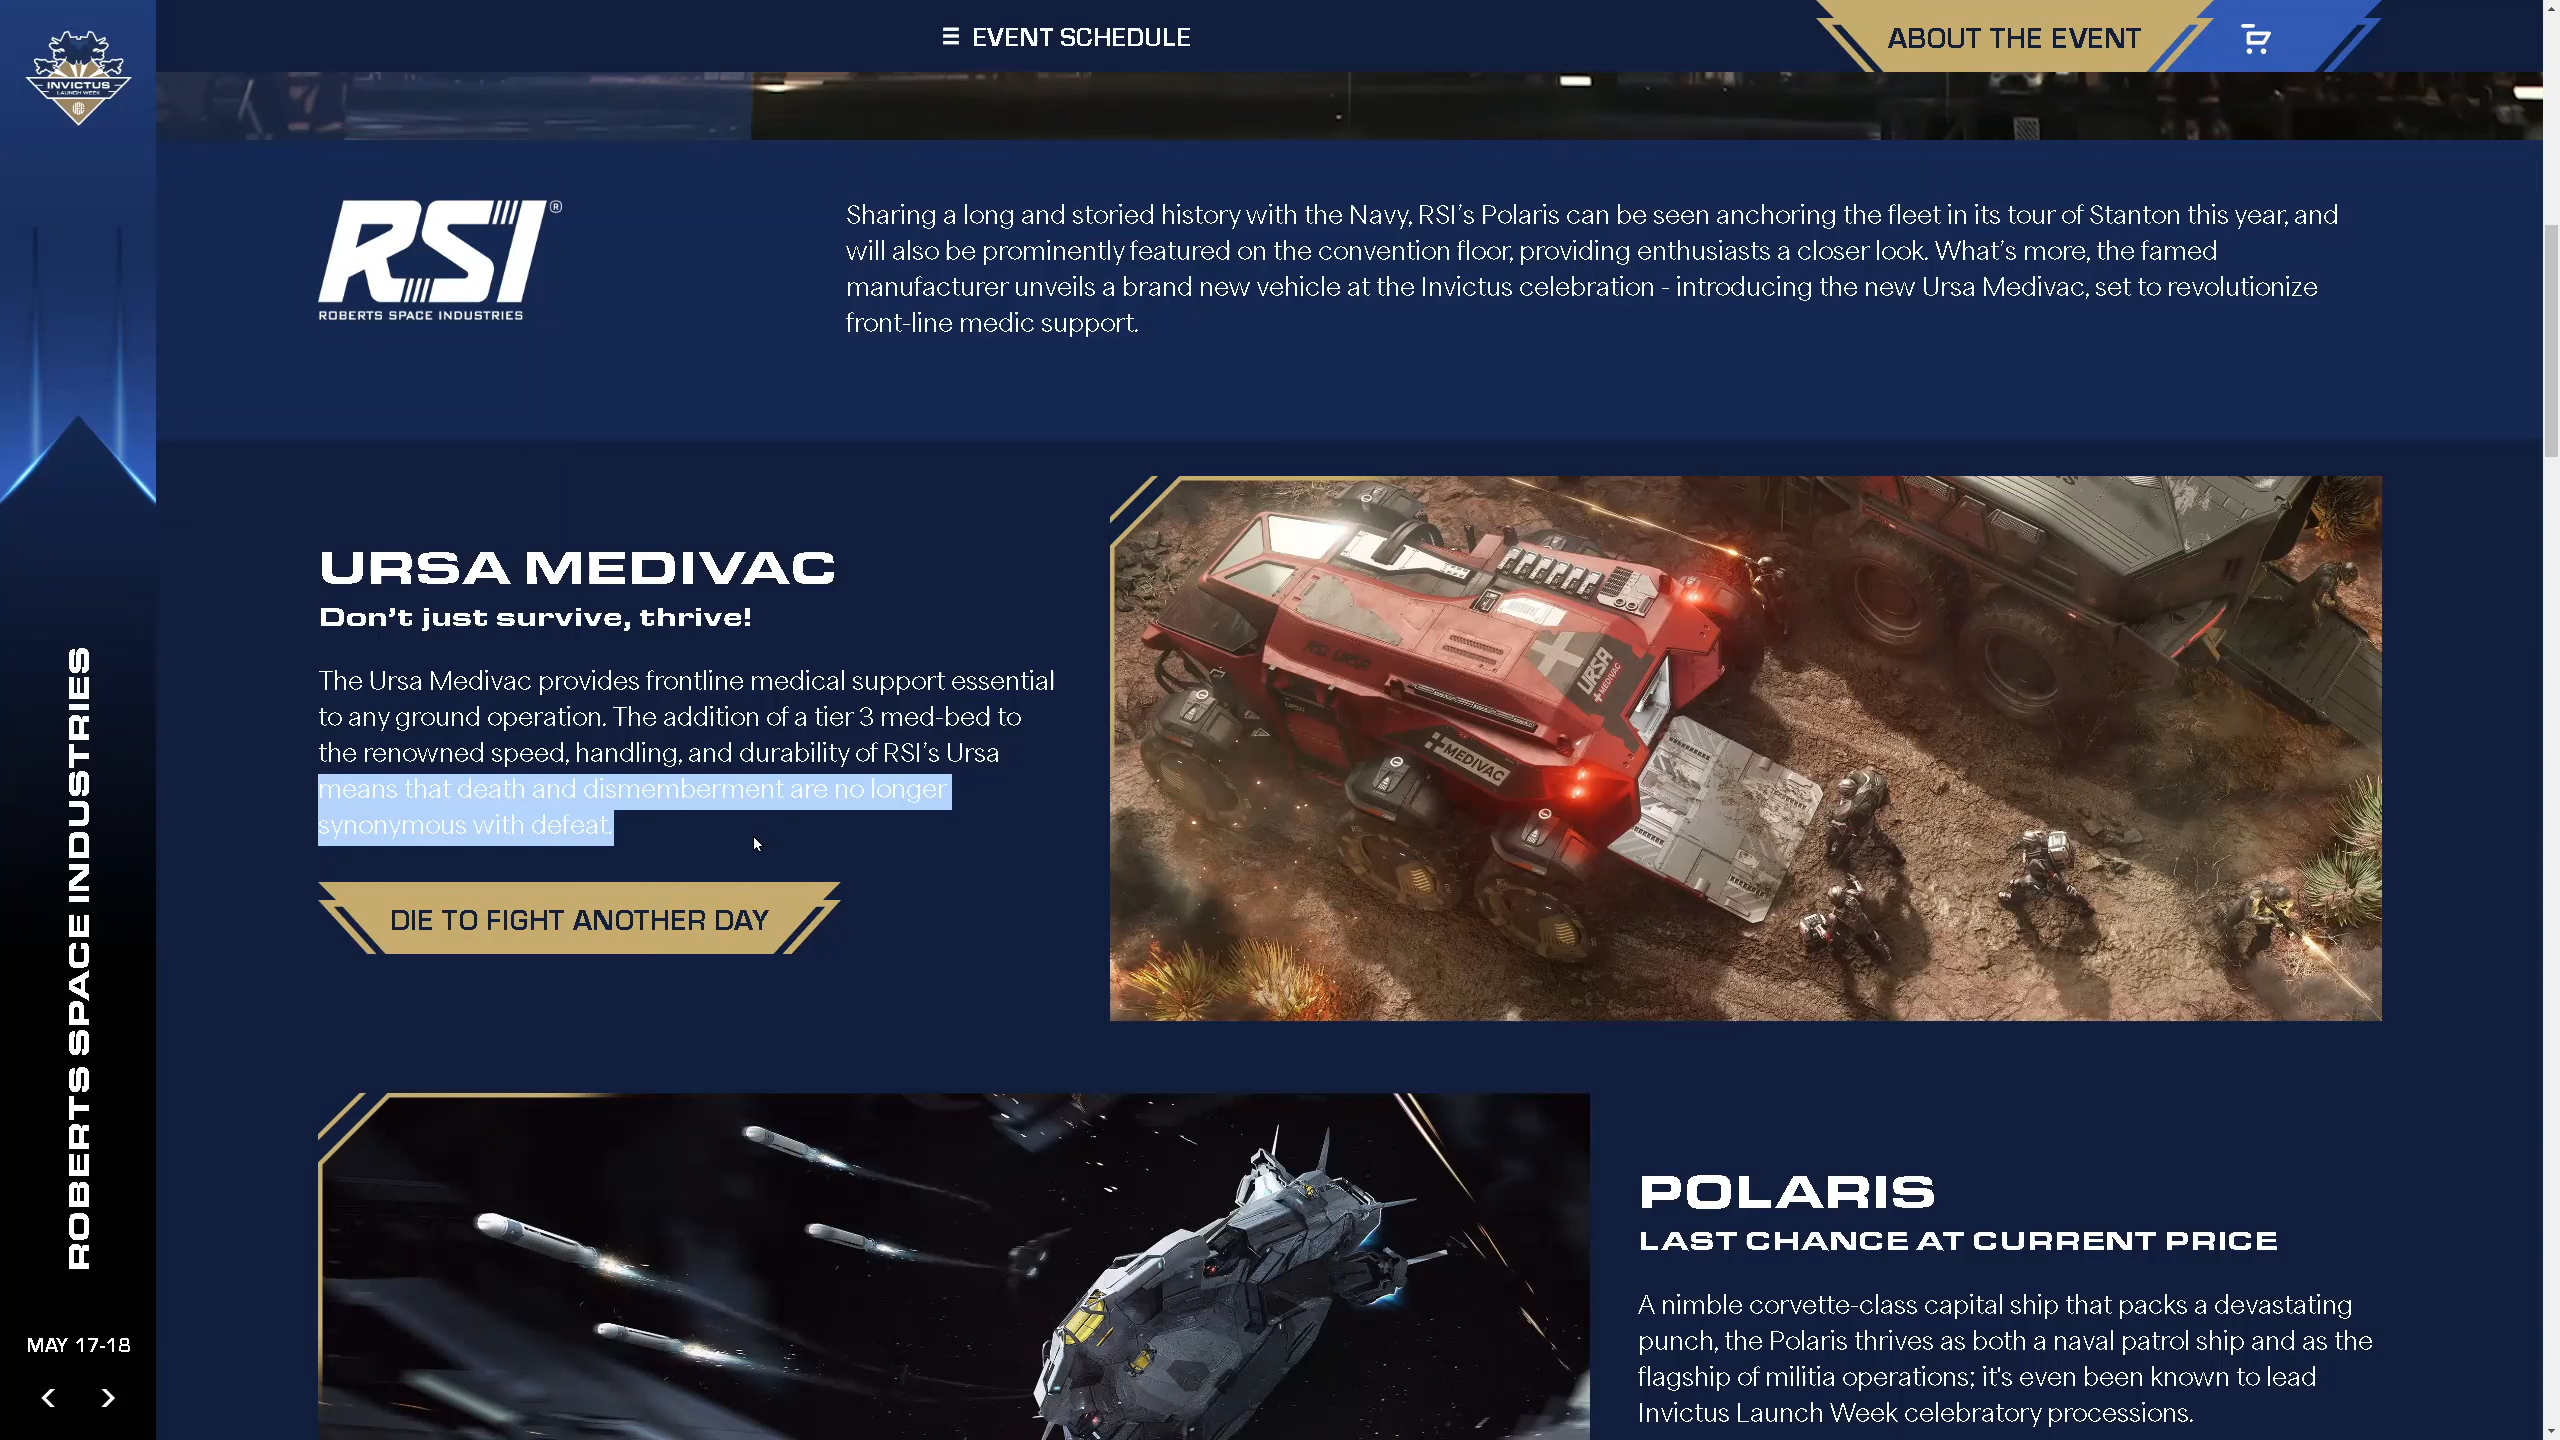 INVICTUS
LAUNCH WEEK
EVENT SCHEDULE
ABOUT THE EVENT
RSI®
ROBERTS SPACE INDUSTRIES
Sharing a long and storied history with the Navy, RSI's Polaris can be seen anchoring the fleet in its tour of Stanton this year, and
will also be prominently featured on the convention floor, providing enthusiasts a closer look. What's more, the famed
manufacturer unveils a brand new vehicle at the Invictus celebration - introducing the new Ursa Medivac, set to revolutionize
front-line medic support.
URSA MEDIVAC
Don't just survive, thrive!
The Ursa Medivac provides frontline medical support essential
to any ground operation. The addition of a tier 3 med-bed to
the renowned speed, handling, and durability of RSI's Ursa
means that death and dismemberment are no longer
synonymous with defeat.
DIE TO FIGHT ANOTHER DAY
RSI URSA
URSA
+MEDIVAC
MEDIVAC
POLARIS
LAST CHANCE AT CURRENT PRICE
A nimble corvette-class capital ship that packs a devastating
punch, the Polaris thrives as both a naval patrol ship and as the
flagship of militia operations; it's even been known to lead
Invictus Launch Week celebratory processions.
ROBERTS SPACE INDUSTRIES
MAY 17-18